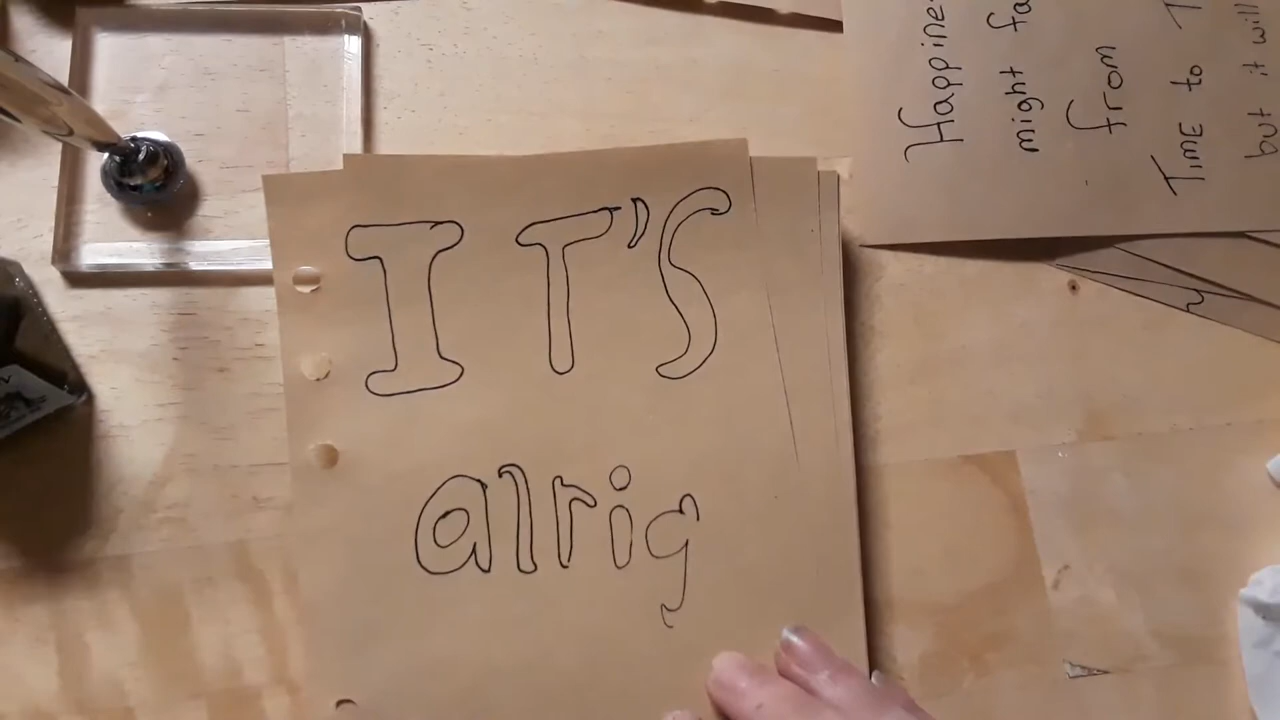 IT'S
alrig
Happine
might fa
from
TIME to T
but it will